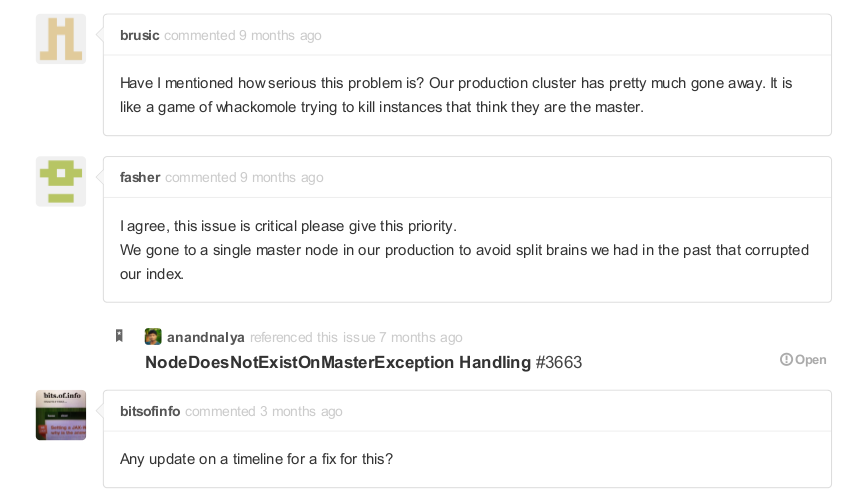 brusic commented 9 months ago
Have I mentioned how serious this problem is? Our production cluster has pretty much gone away. It is
like a game of whackomole trying to kill instances that think they are the master.
fasher commented 9 months ago
I agree, this issue is critical please give this priority.
We gone to a single master node in our production to avoid split brains we had in the past that corrupted
our index.
anandnalya referenced this issue 7 months ago
NodeDoesNotExistOnMasterException Handling #3663
Open
bits.of.info
bitsofinfo commented 3 months ago
Any update on a timeline for a fix for this?